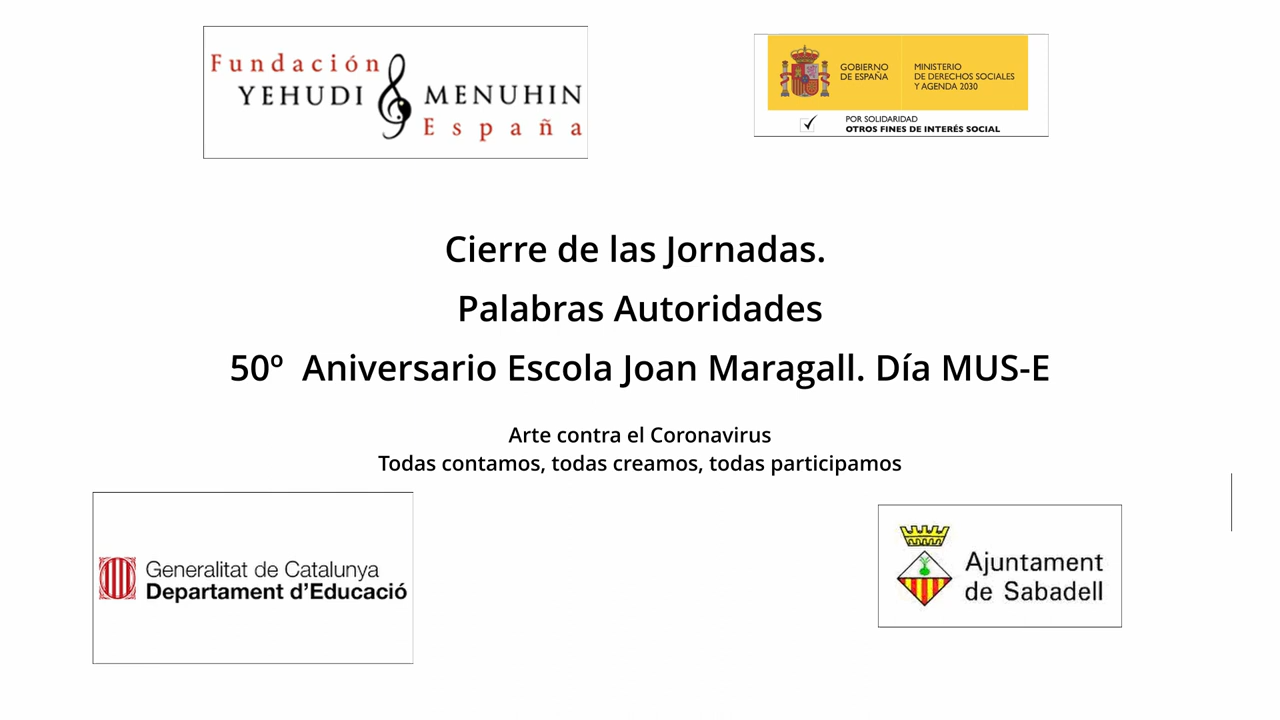 Fundación
YEHUDI MENUHIN
España
GOBIERNO
DE ESPAÑA
MINISTERIO
DE DERECHOS SOCIALES
Y AGENDA 2030
POR SOLIDARIDAD
OTROS FINES DE INTERÉS SOCIAL
Cierre de las Jornadas.
Palabras Autoridades
50º Aniversario Escola Joan Maragall. Día MUS-E
Arte contra el Coronavirus
Todas contamos, todas creamos, todas participamos
Generalitat de Catalunya
Departament d'Educació
Ajuntament
de Sabadell